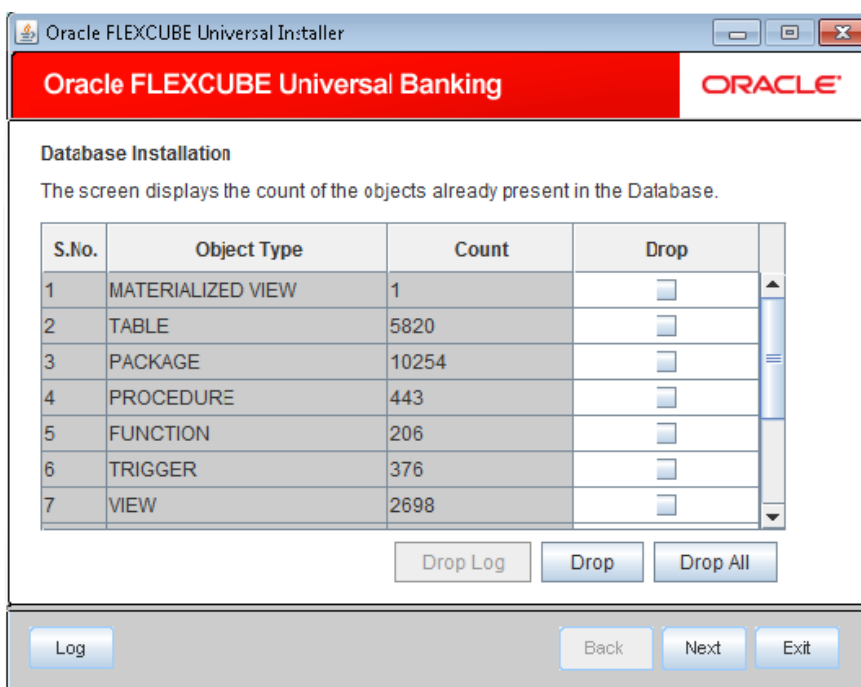 Oracle FLEXCUBE Universal Installer
Oracle FLEXCUBE Universal Banking
ORACLE
Database Installation
The screen displays the count of the objects already present in the Database.
S.No. Object Type Count Drop
1 MATERIALIZED VIEW 1
2 TABLE 5820
3 PACKAGE 10254
4 PROCEDURE 443
5 FUNCTION 206
6 TRIGGER 376
7 VIEW 2698
Drop Log Drop Drop All
Log Back Next Exit